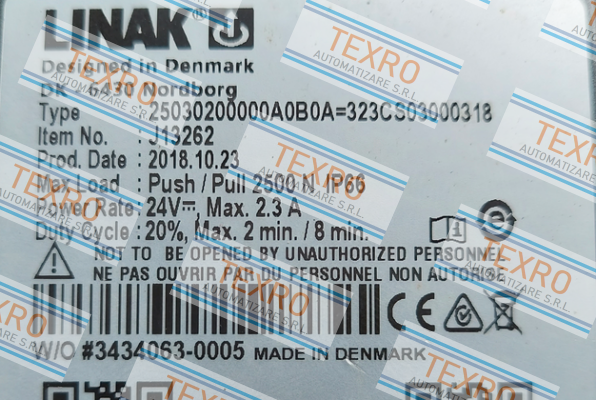 LINAK
Designed in Denmark
DK - 6430 Nordborg
Type : 25030200000A0B0A=323CS03000318
Item No. : J13262
Prod. Date : 2018.10.23
Max Load : Push / Pull 2500 N, IP66
Power Rate : 24V⎓, Max. 2.3 A
Duty Cycle : 20%, Max. 2 min. / 8 min.
NOT TO BE OPENED BY UNAUTHORIZED PERSONNEL
NE PAS OUVRIR PAR DU PERSONNEL NON AUTORISE
CE
W/O #3434063-0005 MADE IN DENMARK
TEXRO
AUTOMATIZARE S.R.L.